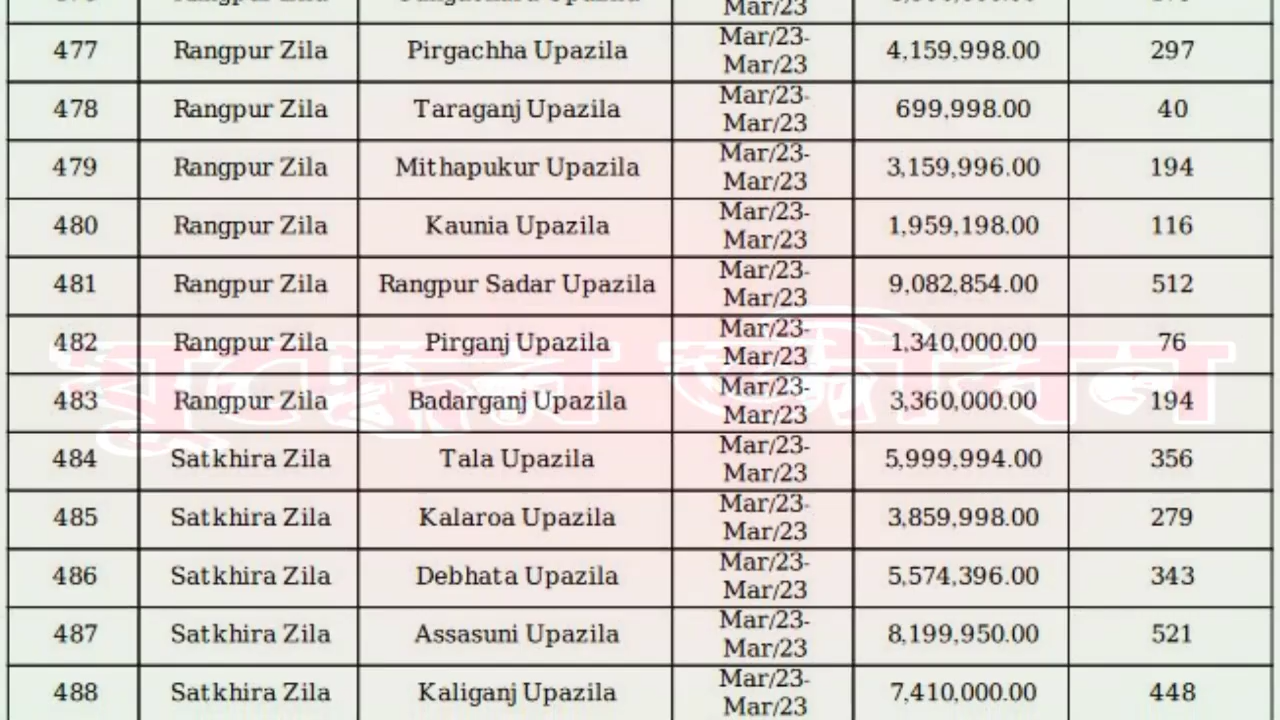 Mar/23
477 Rangpur Zila Pirgachha Upazila Mar/23-
Mar/23 4,159,998.00 297
478 Rangpur Zila Taraganj Upazila Mar/23-
Mar/23 699,998.00 40
479 Rangpur Zila Mithapukur Upazila Mar/23-
Mar/23 3,159,996.00 194
480 Rangpur Zila Kaunia Upazila Mar/23-
Mar/23 1,959,198.00 116
481 Rangpur Zila Rangpur Sadar Upazila Mar/23-
Mar/23 9,082,854.00 512
482 Rangpur Zila Pirganj Upazila Mar/23-
Mar/23 1,340,000.00 76
483 Rangpur Zila Badarganj Upazila Mar/23-
Mar/23 3,360,000.00 194
484 Satkhira Zila Tala Upazila Mar/23-
Mar/23 5,999,994.00 356
485 Satkhira Zila Kalaroa Upazila Mar/23-
Mar/23 3,859,998.00 279
486 Satkhira Zila Debhata Upazila Mar/23-
Mar/23 5,574,396.00 343
487 Satkhira Zila Assasuni Upazila Mar/23-
Mar/23 8,199,950.00 521
488 Satkhira Zila Kaliganj Upazila Mar/23-
Mar/23 7,410,000.00 448